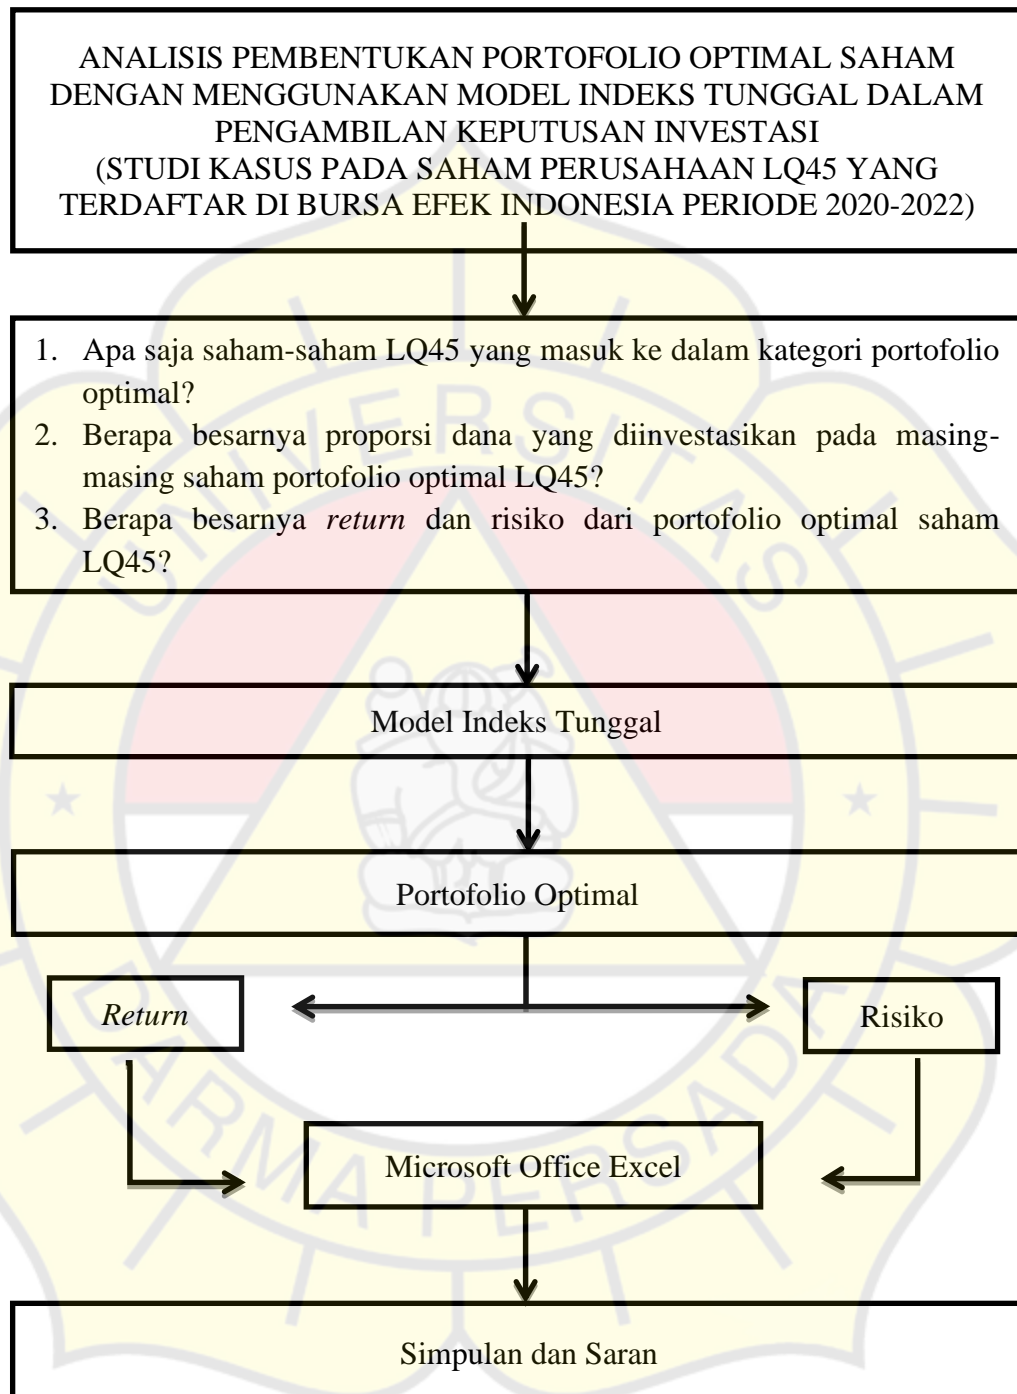 ANALISIS PEMBENTUKAN PORTOFOLIO OPTIMAL SAHAM
DENGAN MENGGUNAKAN MODEL INDEKS TUNGGAL DALAM
PENGAMBILAN KEPUTUSAN INVESTASI
(STUDI KASUS PADA SAHAM PERUSAHAAN LQ45 YANG
TERDAFTAR DI BURSA EFEK INDONESIA PERIODE 2020-2022)
1. Apa saja saham-saham LQ45 yang masuk ke dalam kategori portofolio
optimal?
2. Berapa besarnya proporsi dana yang diinvestasikan pada masing-
masing saham portofolio optimal LQ45?
3. Berapa besarnya return dan risiko dari portofolio optimal saham
LQ45?
Model Indeks Tunggal
Portofolio Optimal
Return
Risiko
Microsoft Office Excel
Simpulan dan Saran
UNIVERSITAS
DARMA PERSADA